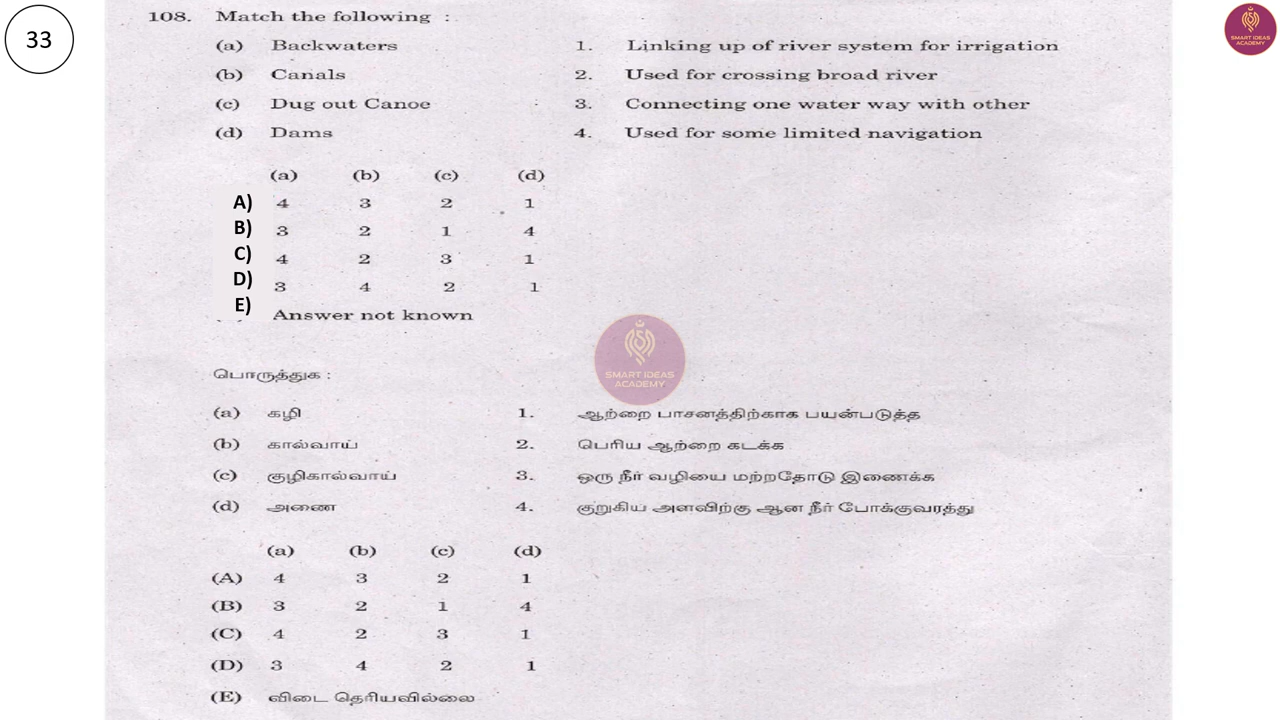 33
SMART IDEAS
ACADEMY
108. Match the following :
(a) Backwaters 1. Linking up of river system for irrigation
(b) Canals 2. Used for crossing broad river
(c) Dug out Canoe 3. Connecting one water way with other
(d) Dams 4. Used for some limited navigation
(a) (b) (c) (d)
A) 4 3 2 1
B) 3 2 1 4
C) 4 2 3 1
D) 3 4 2 1
E) Answer not known
SMART IDEAS
ACADEMY
பொருத்துக :
(a) கழி 1. ஆற்றை பாசனத்திற்காக பயன்படுத்த
(b) கால்வாய் 2. பெரிய ஆற்றை கடக்க
(c) குழிகால்வாய் 3. ஒரு நீர் வழியை மற்றதோடு இணைக்க
(d) அணை 4. குறுகிய அளவிற்கு ஆன நீர் போக்குவரத்து
(a) (b) (c) (d)
(A) 4 3 2 1
(B) 3 2 1 4
(C) 4 2 3 1
(D) 3 4 2 1
(E) விடை தெரியவில்லை